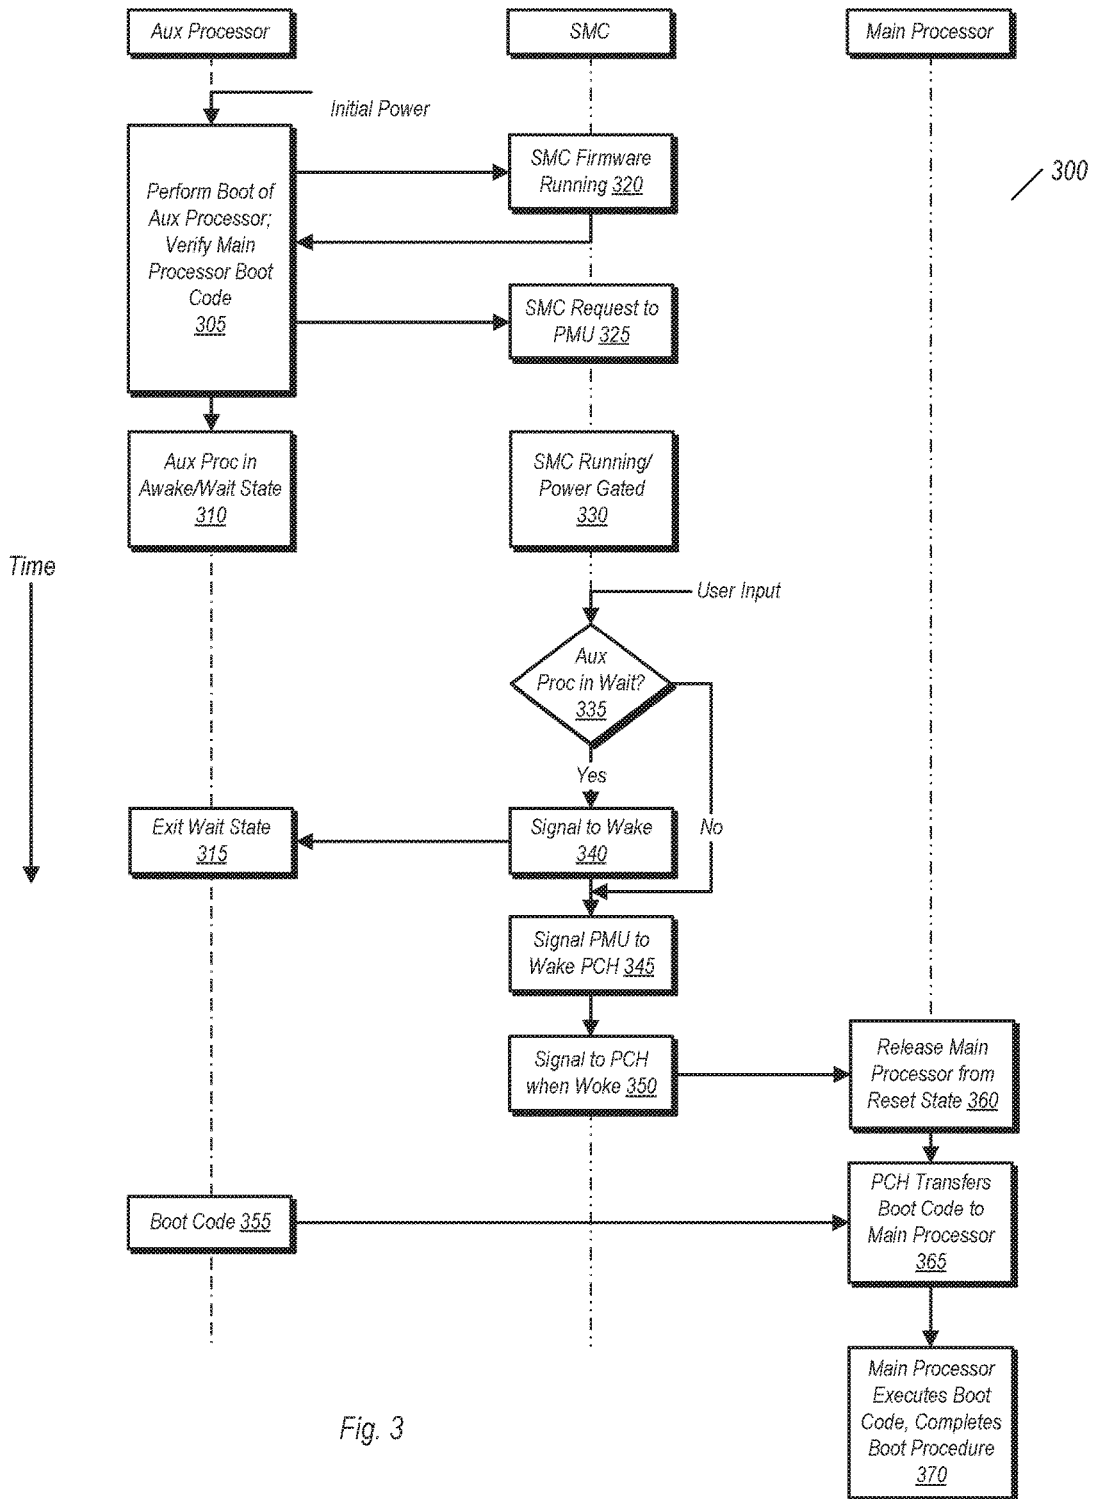 Aux Processor
SMC
Main Processor
Initial Power
300
SMC Firmware
Running 320
Perform Boot of
Aux Processor;
Verify Main
Processor Boot
Code
305
SMC Request to
PMU 325
Aux Proc in
Awake/Wait State
310
SMC Running/
Power Gated
330
Time
User Input
Aux
Proc in Wait?
335
Yes
No
Exit Wait State
315
Signal to Wake
340
Signal PMU to
Wake PCH 345
Signal to PCH
when Woke 350
Release Main
Processor from
Reset State 360
Boot Code 355
PCH Transfers
Boot Code to
Main Processor
365
Main Processor
Executes Boot
Code, Completes
Boot Procedure
370
Fig. 3